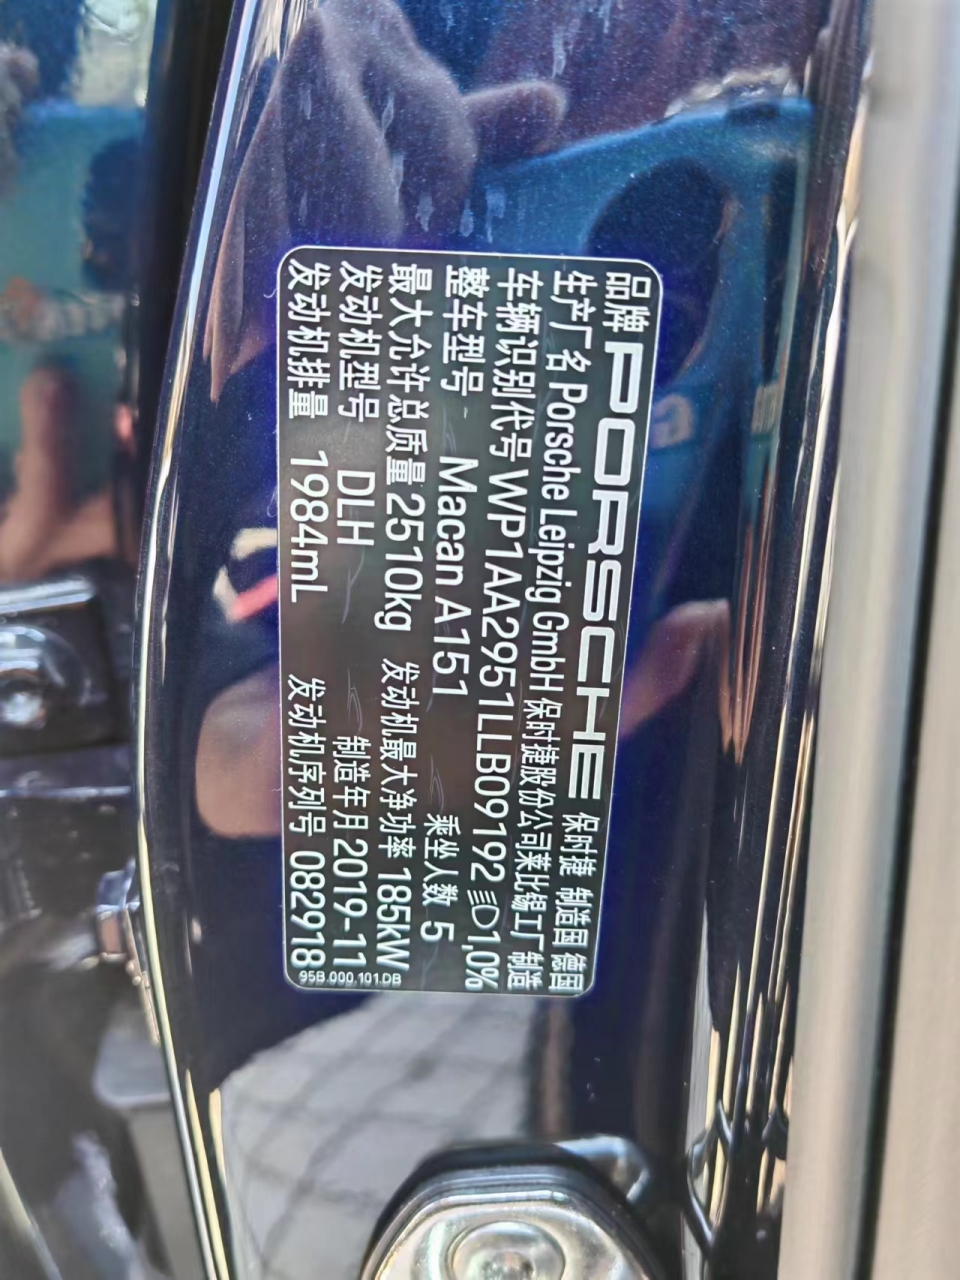 品牌 PORSCHE 保时捷 制造国 德国
生产厂名 Porsche Leipzig GmbH 保时捷股份公司莱比锡工厂制造
车辆识别代号 WP1AA2951LLB09192 1,0%
整车型号 Macan A151 乘坐人数 5
最大允许总质量 2510kg 发动机最大净功率 185kW
发动机型号 DLH 制造年月 2019-11
发动机排量 1984mL 发动机序列号 082918
95B.000.101.DB